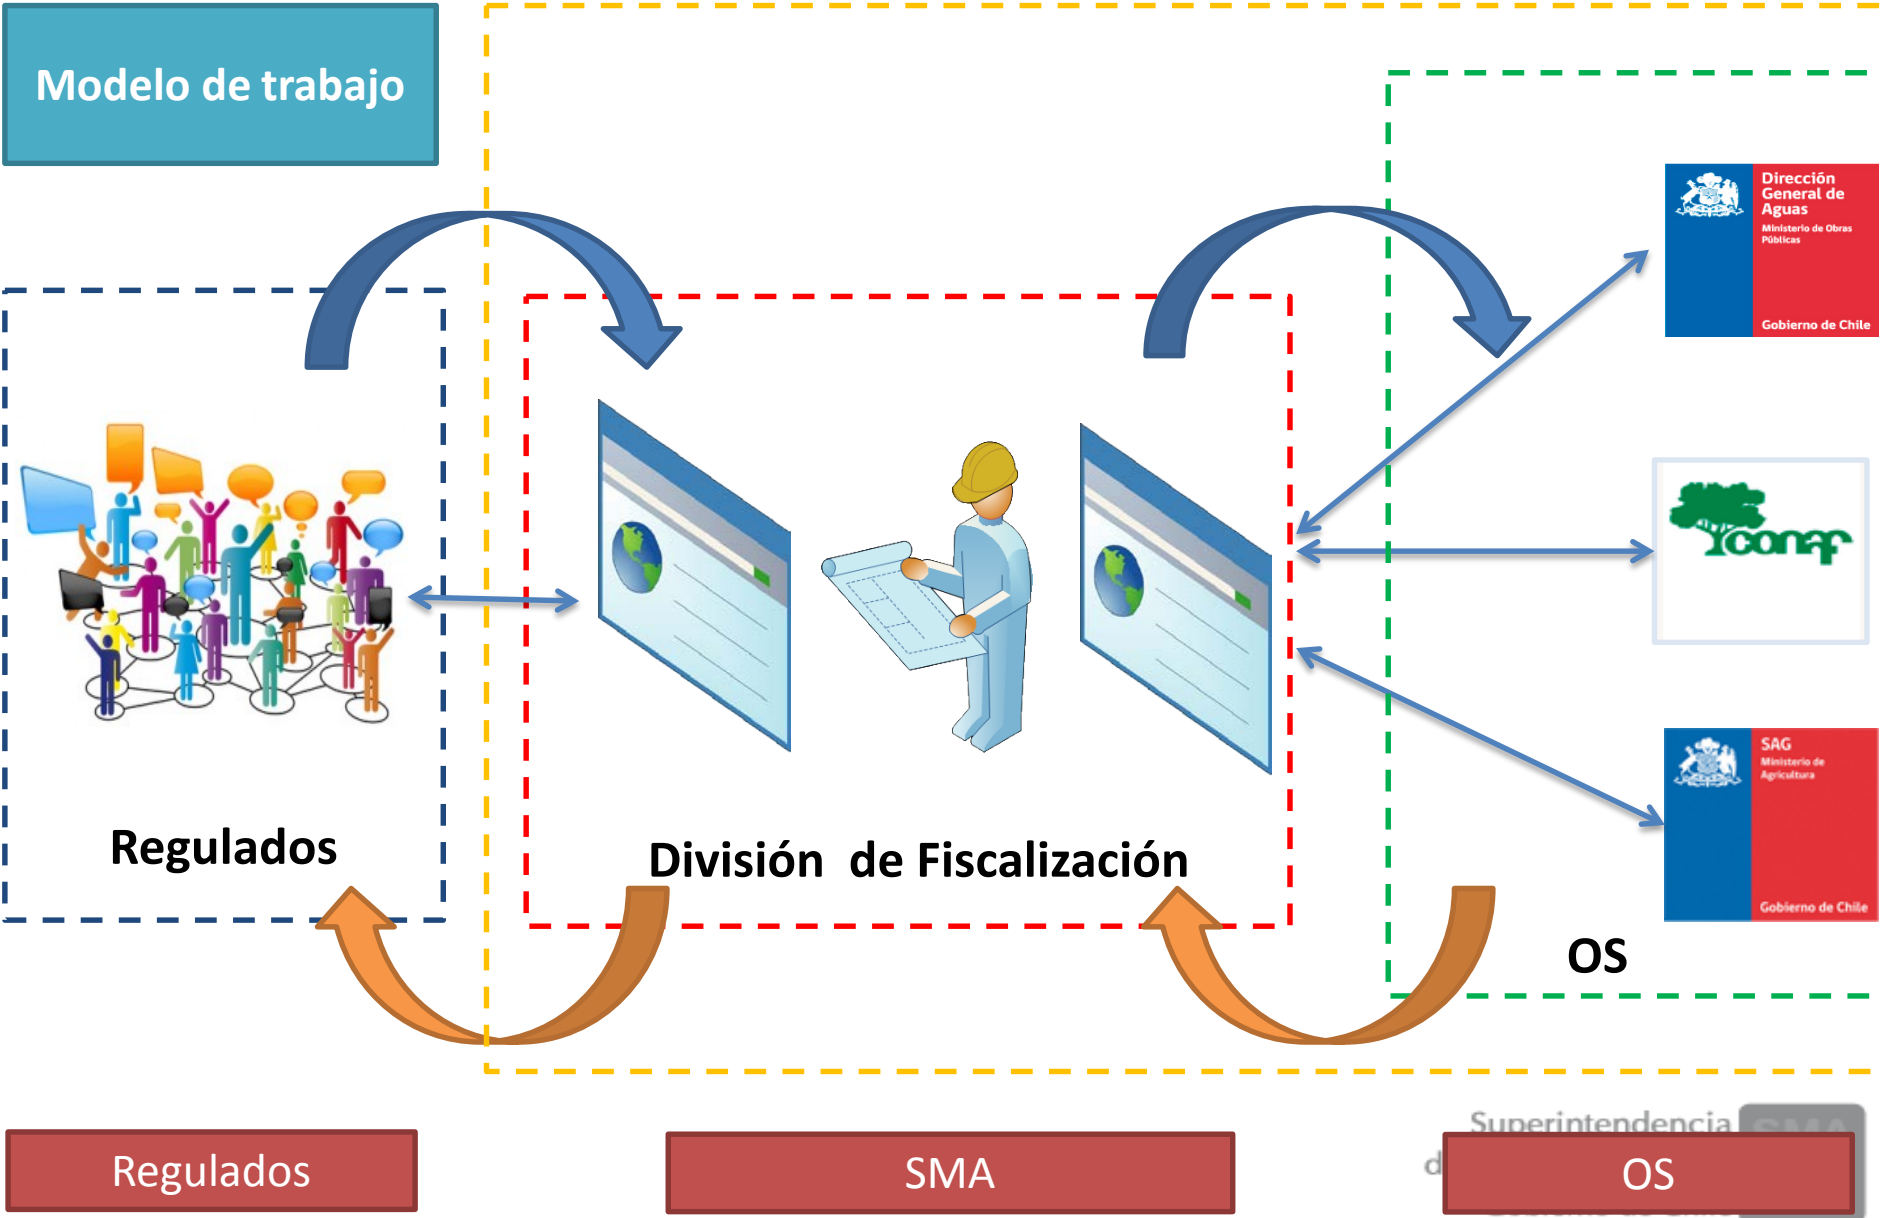 Modelo de trabajo
Dirección
General de
Aguas
Ministerio de Obras
Públicas
Gobierno de Chile
conaf
SAG
Ministerio de
Agricultura
Gobierno de Chile
Regulados
División de Fiscalización
OS
Superintendencia
SMA
Regulados
SMA
OS